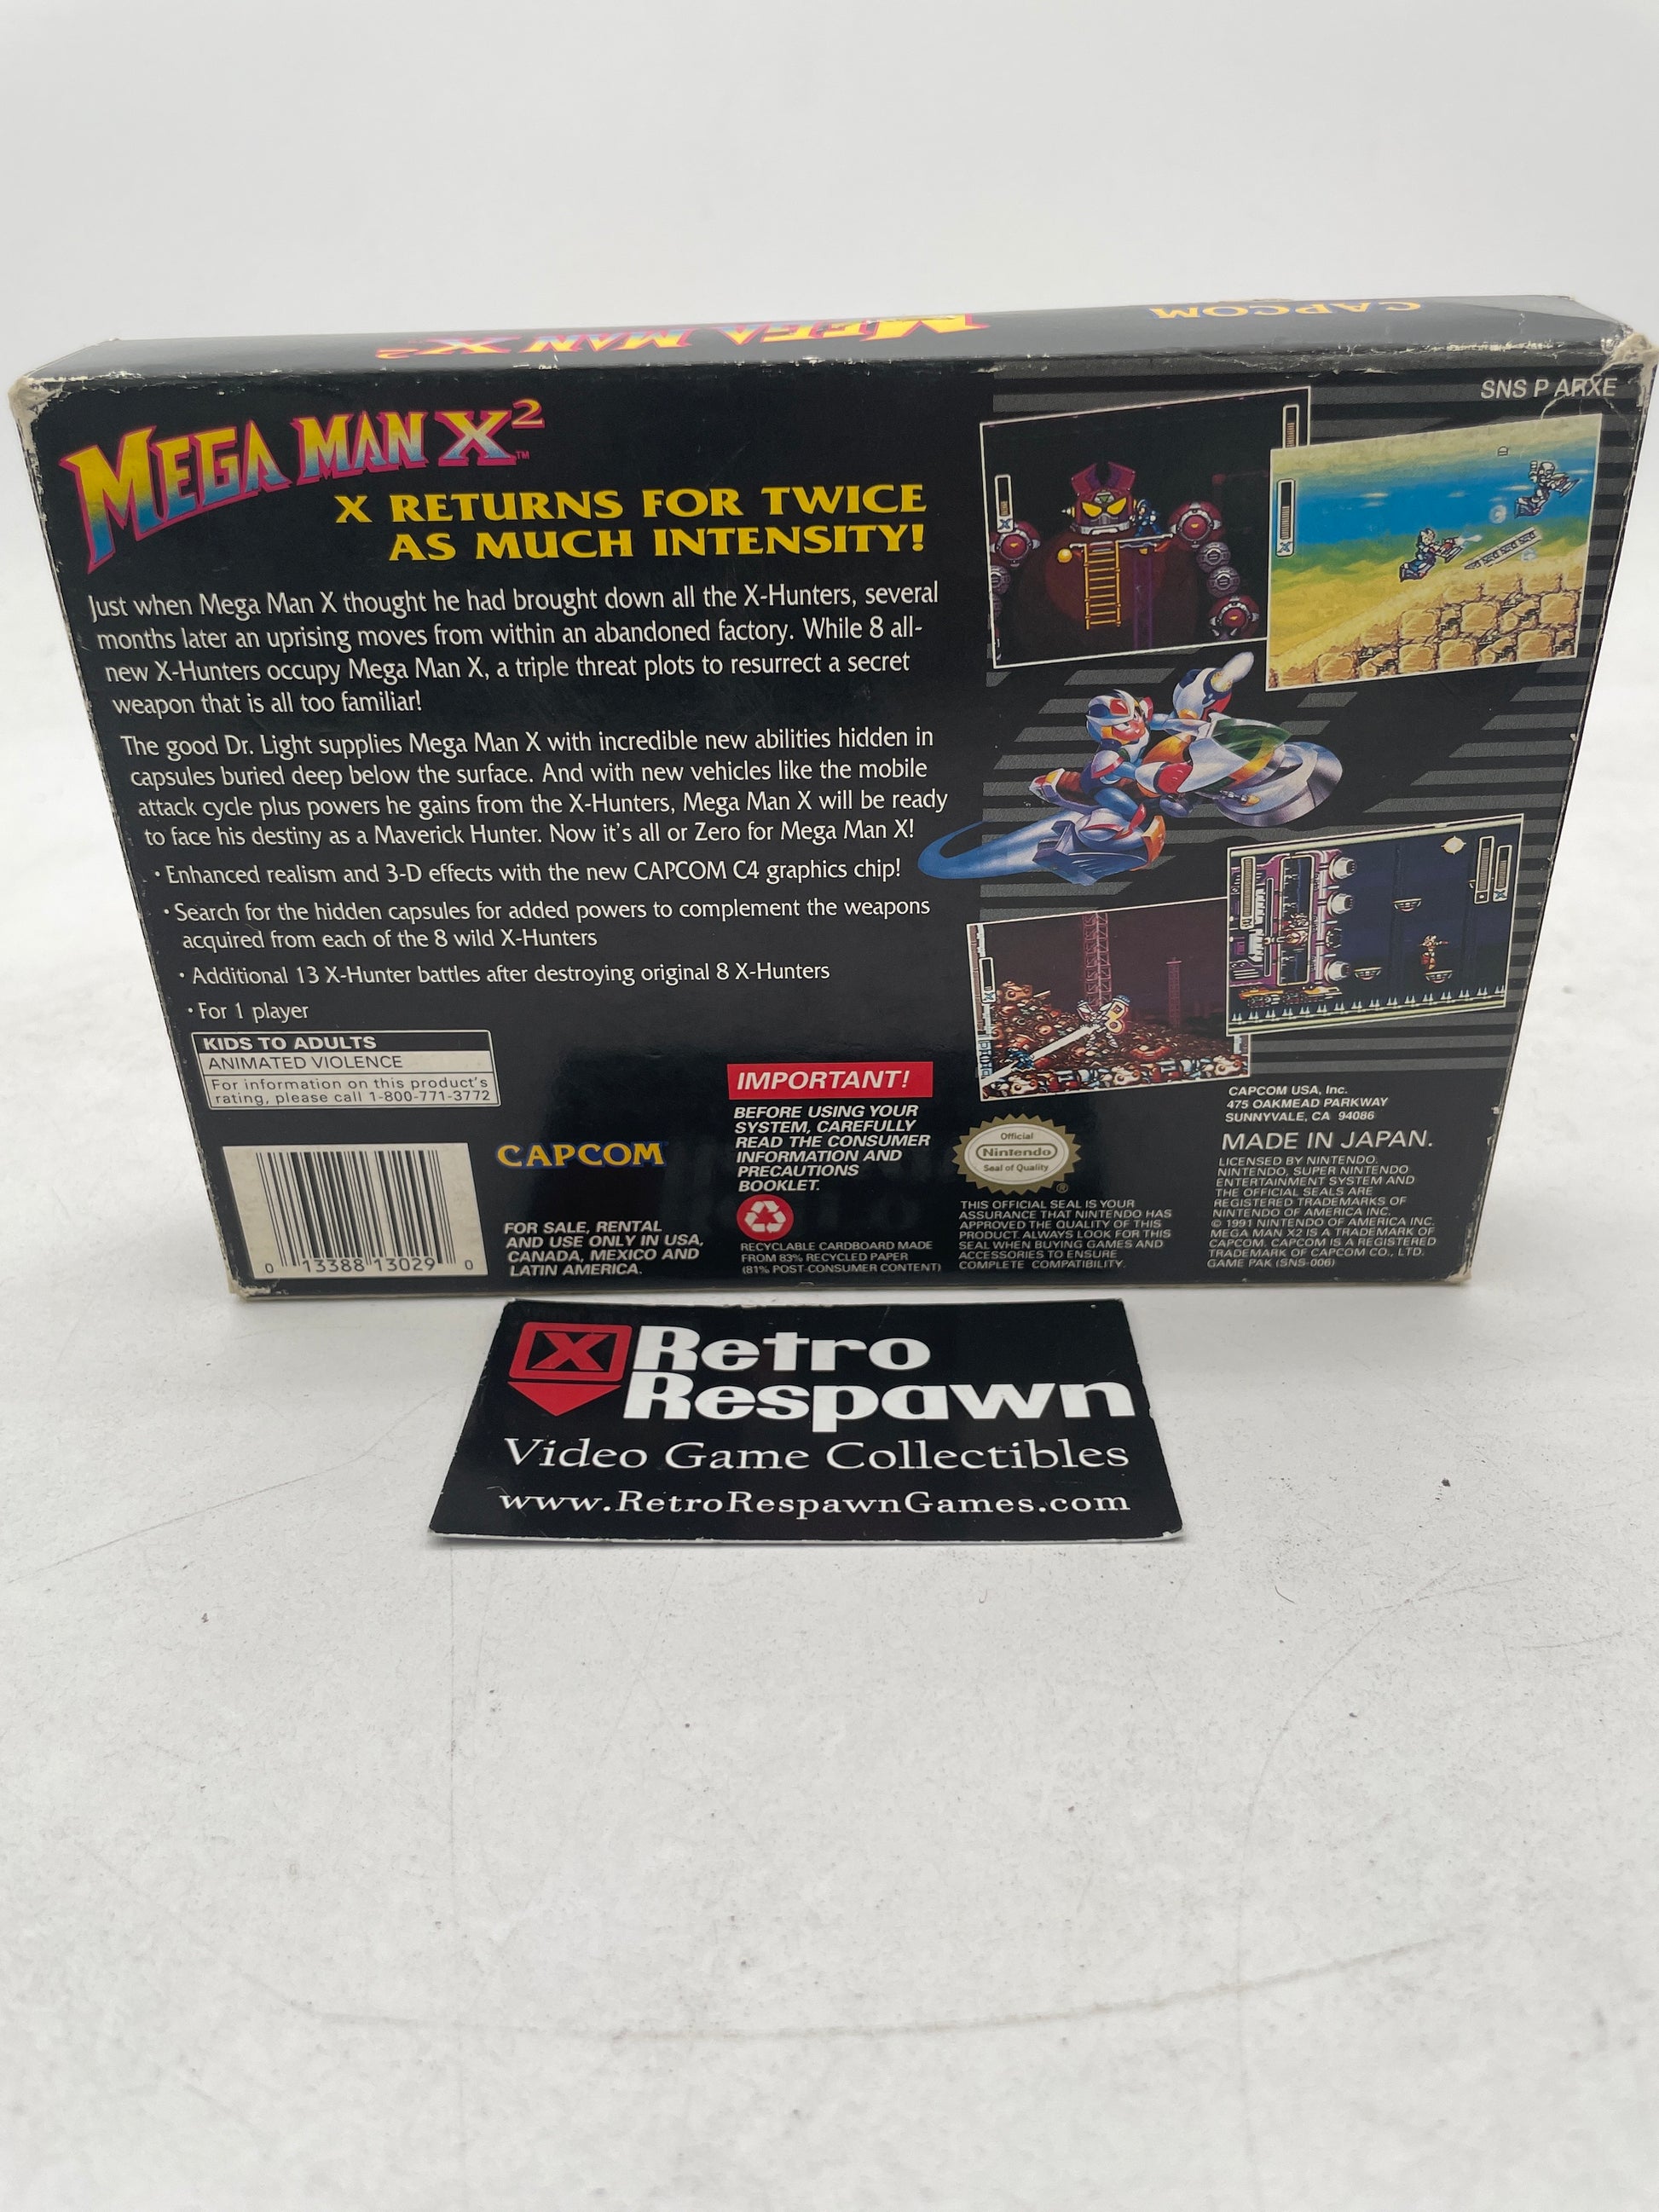 CAPCOM
MEGA MAN X2
SNS P ARXE
MEGA MAN X2™
X RETURNS FOR TWICE
AS MUCH INTENSITY!
Just when Mega Man X thought he had brought down all the X-Hunters, several
months later an uprising moves from within an abandoned factory. While 8 all-
new X-Hunters occupy Mega Man X, a triple threat plots to resurrect a secret
weapon that is all too familiar!
The good Dr. Light supplies Mega Man X with incredible new abilities hidden in
capsules buried deep below the surface. And with new vehicles like the mobile
attack cycle plus powers he gains from the X-Hunters, Mega Man X will be ready
to face his destiny as a Maverick Hunter. Now it's all or Zero for Mega Man X!
• Enhanced realism and 3-D effects with the new CAPCOM C4 graphics chip!
• Search for the hidden capsules for added powers to complement the weapons
acquired from each of the 8 wild X-Hunters
• Additional 13 X-Hunter battles after destroying original 8 X-Hunters
• For 1 player
KIDS TO ADULTS
ANIMATED VIOLENCE
For information on this product's
rating, please call 1-800-771-3772
0 13388 13029 0
CAPCOM
FOR SALE, RENTAL
AND USE ONLY IN USA,
CANADA, MEXICO AND
LATIN AMERICA.
IMPORTANT!
BEFORE USING YOUR
SYSTEM, CAREFULLY
READ THE CONSUMER
INFORMATION AND
PRECAUTIONS
BOOKLET.
RECYCLABLE CARDBOARD MADE
FROM 83% RECYCLED PAPER
(81% POST-CONSUMER CONTENT)
Official
Nintendo
Seal of Quality
®
THIS OFFICIAL SEAL IS YOUR
ASSURANCE THAT NINTENDO HAS
APPROVED THE QUALITY OF THIS
PRODUCT. ALWAYS LOOK FOR THIS
SEAL WHEN BUYING GAMES AND
ACCESSORIES TO ENSURE
COMPLETE COMPATIBILITY.
CAPCOM USA, Inc.
475 OAKMEAD PARKWAY
SUNNYVALE, CA 94086
MADE IN JAPAN.
LICENSED BY NINTENDO.
NINTENDO, SUPER NINTENDO
ENTERTAINMENT SYSTEM AND
THE OFFICIAL SEALS ARE
REGISTERED TRADEMARKS OF
NINTENDO OF AMERICA INC.
© 1991 NINTENDO OF AMERICA INC.
MEGA MAN X2 IS A TRADEMARK OF
CAPCOM. CAPCOM IS A REGISTERED
TRADEMARK OF CAPCOM CO., LTD.
GAME PAK (SNS-006)
X Retro
Respawn
Video Game Collectibles
www.RetroRespawnGames.com